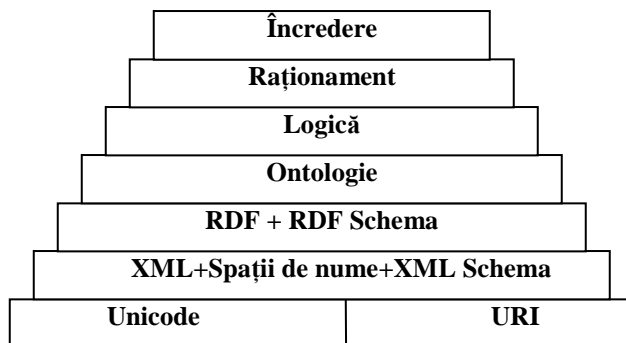 Încredere
Raționament
Logică
Ontologie
RDF + RDF Schema
XML+Spații de nume+XML Schema
Unicode URI